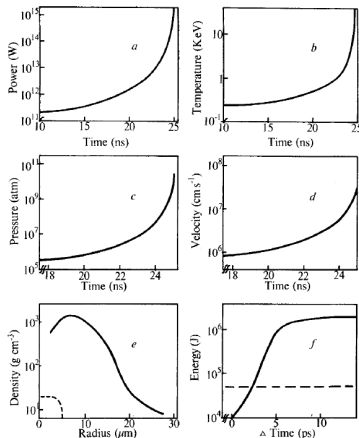 10^15
10^14
10^13
10^12
10^11
Power (W)
a
10 15 20 25
Time (ns)
10
1
10^-1
Temperature (KeV)
b
10 15 20 25
Time (ns)
10^11
10^9
10^7
10^5
Pressure (atm)
c
18 20 22 24
Time (ns)
10^8
10^7
10^6
Velocity (cm s^-1)
d
18 20 22 24
Time (ns)
10^3
10^2
10
Density (g cm^-3)
e
0 10 20 30
Radius (μm)
10^6
10^5
10^4
Energy (J)
f
0 5 10
△ Time (ps)